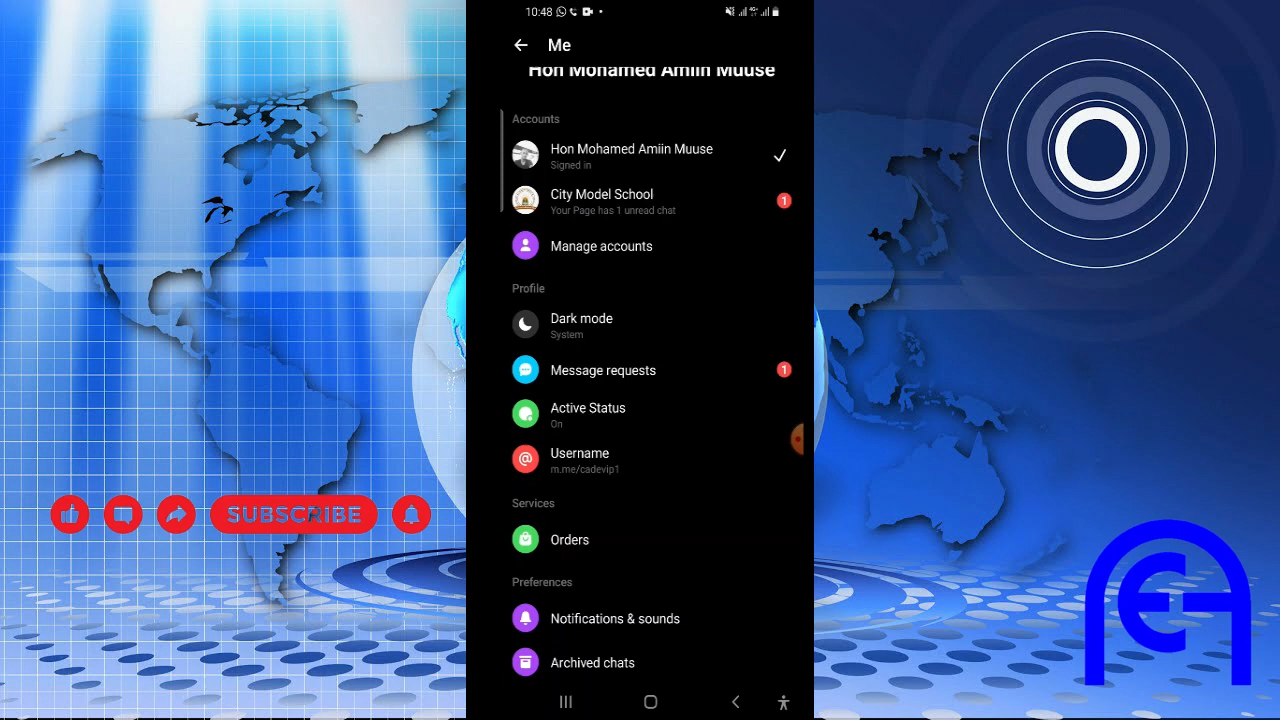 10:48
Me
Hon Mohamed Amiin Muuse
Accounts
Hon Mohamed Amiin Muuse
Signed in
City Model School
Your Page has 1 unread chat
1
Manage accounts
Profile
Dark mode
System
Message requests
1
Active Status
On
Username
m.me/cadevip1
Services
Orders
Preferences
Notifications & sounds
Archived chats
SUBSCRIBE